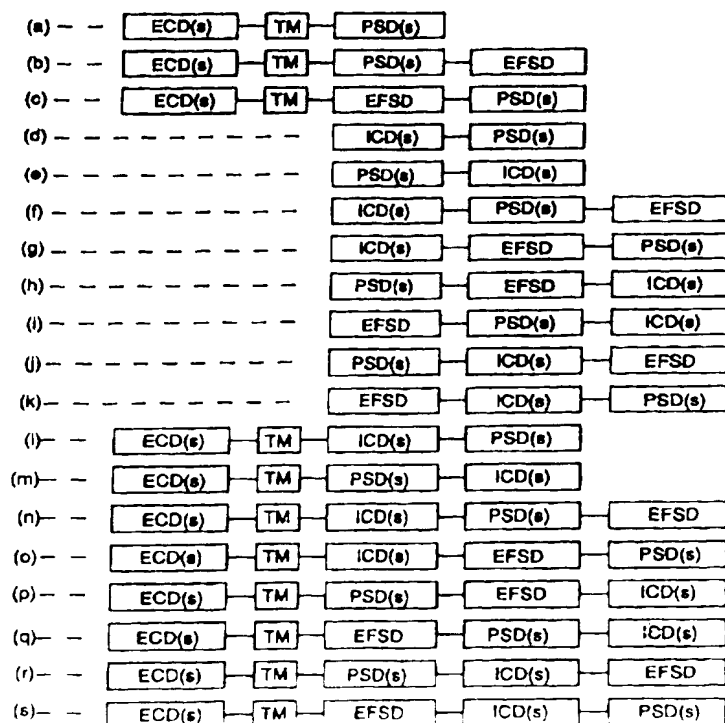 (a) ECD(s) TM PSD(s)
(b) ECD(s) TM PSD(s) EFSD
(c) ECD(s) TM EFSD PSD(s)
(d) ICD(s) PSD(s)
(e) PSD(s) ICD(s)
(f) ICD(s) PSD(s) EFSD
(g) ICD(s) EFSD PSD(s)
(h) PSD(s) EFSD ICD(s)
(i) EFSD PSD(s) ICD(s)
(j) PSD(s) ICD(s) EFSD
(k) EFSD ICD(s) PSD(s)
(l) ECD(s) TM ICD(s) PSD(s)
(m) ECD(s) TM PSD(s) ICD(s)
(n) ECD(s) TM ICD(s) PSD(s) EFSD
(o) ECD(s) TM ICD(s) EFSD PSD(s)
(p) ECD(s) TM PSD(s) EFSD ICD(s)
(q) ECD(s) TM EFSD PSD(s) ICD(s)
(r) ECD(s) TM PSD(s) ICD(s) EFSD
(s) ECD(s) TM EFSD ICD(s) PSD(s)